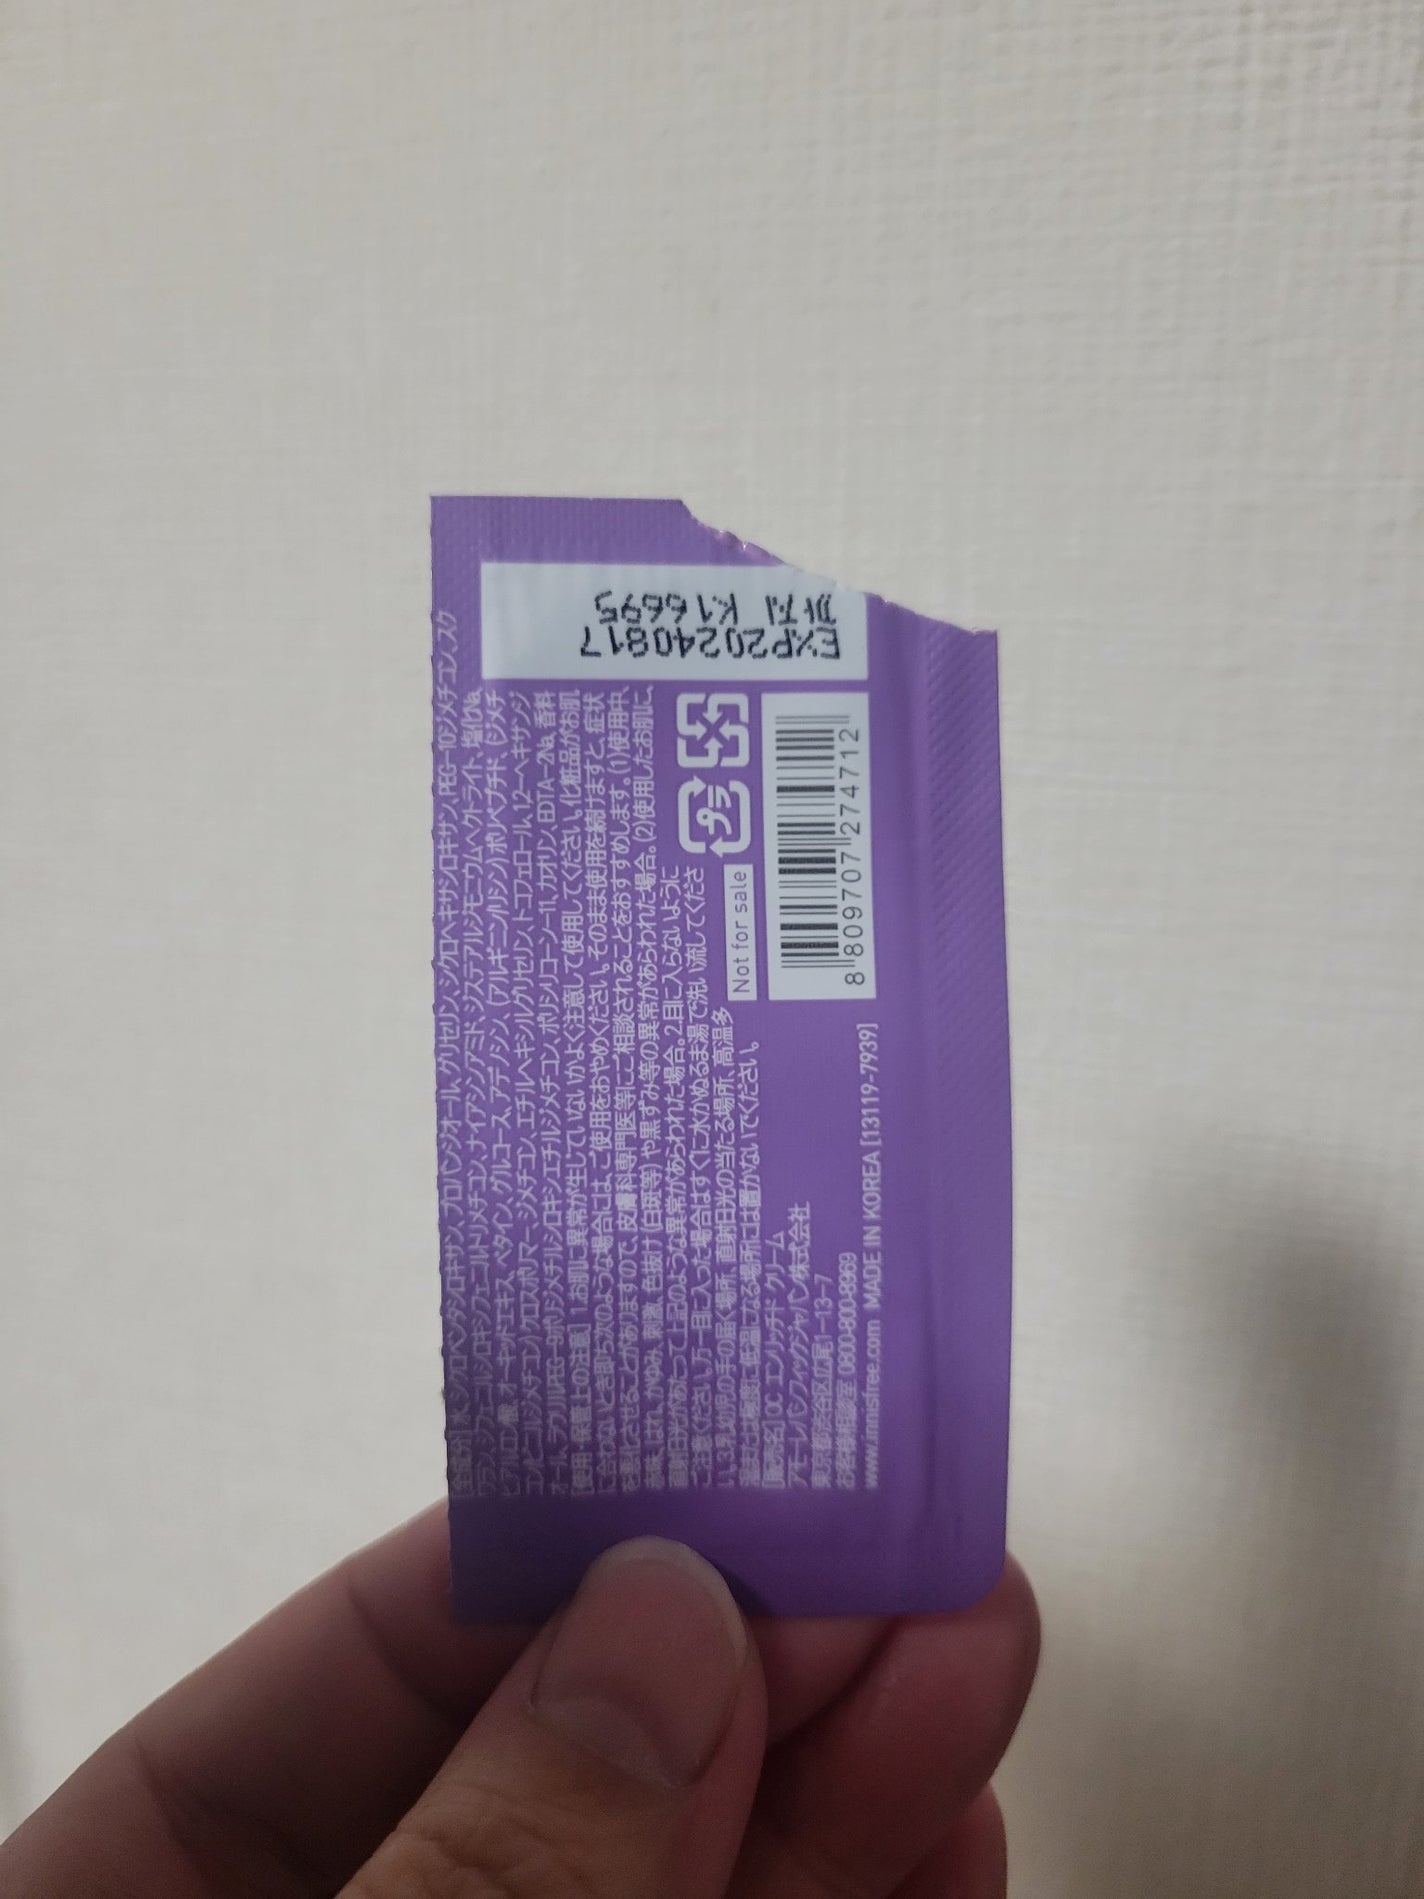 [全成分] 水、シクロペンタシロキサン、プロパンジオール、グリセリン、シクロヘキサシロキサン、PEG-10ジメチコン、スク
ワラン、ジフェニルシロキシフェニルトリメチコン、ナイアシンアミド、ジステアルジモニウムヘクトライト、塩化Na、
ヒアルロン酸、オーキッドエキス、ベタイン、グルコース、アデノシン、(アルギニン/リシン)ポリペプチド、(ジメチ
コン/ビニルジメチコン)クロスポリマー、ジメチコン、エチルヘキシルグリセリン、トコフェロール、1,2-ヘキサンジ
オール、ラウリルPEG-9ポリジメチルシロキシエチルジメチコン、ポリシリコーン-11、カオリン、EDTA-2Na、香料
[使用・保管上の注意] 1.お肌に異常が生じていないかよく注意して使用してください。化粧品がお肌
に合わないとき即ち次のような場合には、ご使用をおやめください。そのまま使用を続けますと、症状
を悪化させることがありますので、皮膚科専門医等にご相談されることをおすすめします。(1)使用中、
赤味、はれ、かゆみ、刺激、色抜け(白斑等)や黒ずみ等の異常があらわれた場合。(2)使用したお肌に、
直射日光があたって上記のような異常があらわれた場合。2.目に入らないように
ご注意ください。万一目に入った場合はすぐに水かぬるま湯で洗い流してくださ
い。3.乳幼児の手の届く場所、直射日光の当たる場所、高温多
湿または極度に低温になる場所には置かないでください。
[販売名] OC エンリッチド クリーム
アモーレパシフィックジャパン株式会社
東京都渋谷区広尾1-13-7
お客様相談室 0800-800-8969
www.innisfree.com MADE IN KOREA [13119-7939]
Not for sale
プラ
8 809707 274712
EXP20240817
까지 K16695